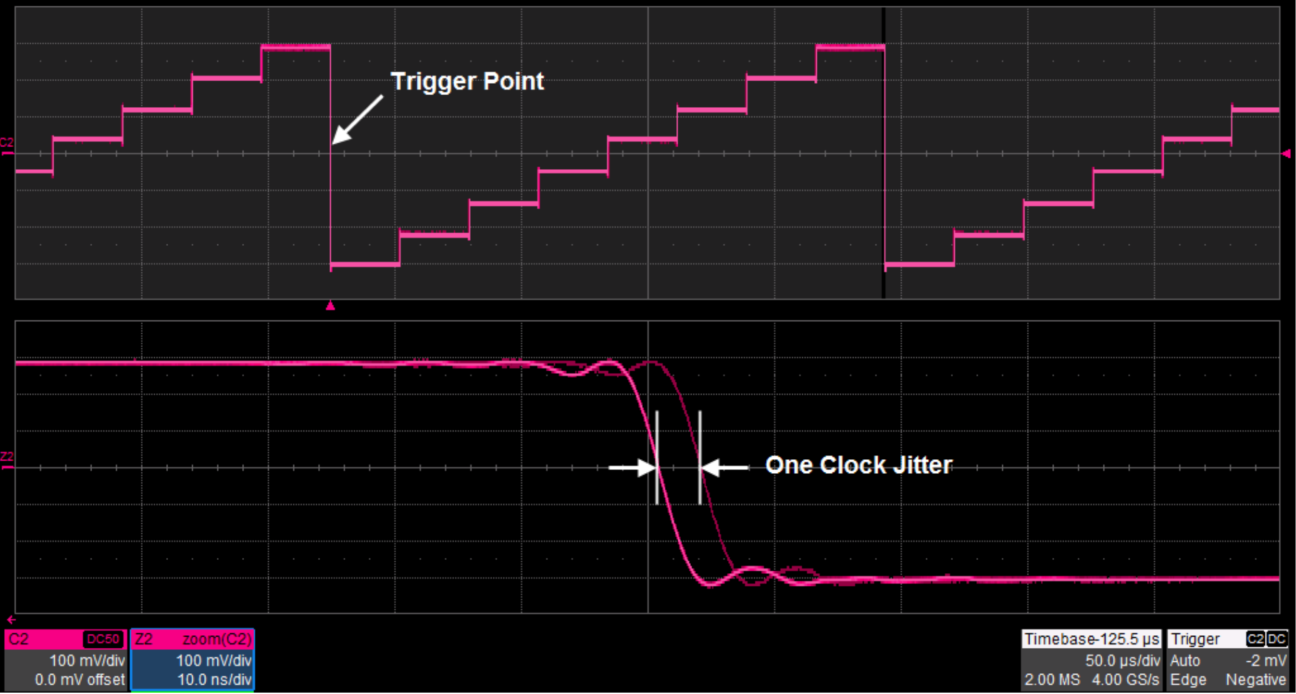 Trigger Point
C2
Z2
One Clock Jitter
C2 DC50
100 mV/div
0.0 mV offset
Z2 zoom(C2)
100 mV/div
10.0 ns/div
Timebase-125.5 µs
50.0 µs/div
2.00 MS 4.00 GS/s
Trigger C2 DC
Auto -2 mV
Edge Negative